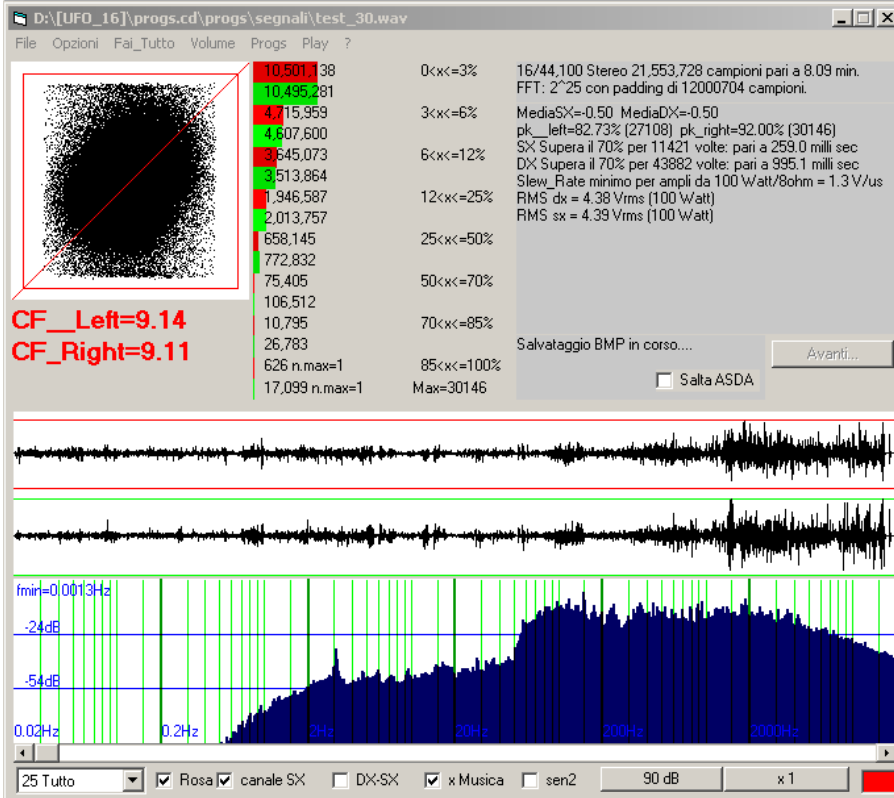 D:\[UFO_16]\progs.cd\progs\segnali\test_30.wav
File Opzioni Fai_Tutto Volume Progs Play ?
10,501,138 0<x<=3%
10,495,281
4,715,959 3<x<=6%
4,607,600
3,645,073 6<x<=12%
3,513,864
1,946,587 12<x<=25%
2,013,757
658,145 25<x<=50%
772,832
75,405 50<x<=70%
106,512
10,795 70<x<=85%
26,783
626 n.max=1 85<x<=100%
17,099 n.max=1 Max=30146
16/44,100 Stereo 21,553,728 campioni pari a 8.09 min.
FFT: 2^25 con padding di 12000704 campioni.
MediaSX=-0.50 MediaDX=-0.50
pk__left=82.73% (27108) pk_right=92.00% (30146)
SX Supera il 70% per 11421 volte: pari a 259.0 milli sec
DX Supera il 70% per 43882 volte: pari a 995.1 milli sec
Slew_Rate minimo per ampli da 100 Watt/8ohm = 1.3 V/us
RMS dx = 4.38 Vrms (100 Watt)
RMS sx = 4.39 Vrms (100 Watt)
CF__Left=9.14
CF_Right=9.11
Salvataggio BMP in corso....
Avanti...
Salta ASDA
fmin=0.0013Hz
-24dB
-54dB
0.02Hz 0.2Hz 2Hz 20Hz 200Hz 2000Hz
25 Tutto Rosa canale SX DX-SX x Musica sen2 90 dB x 1